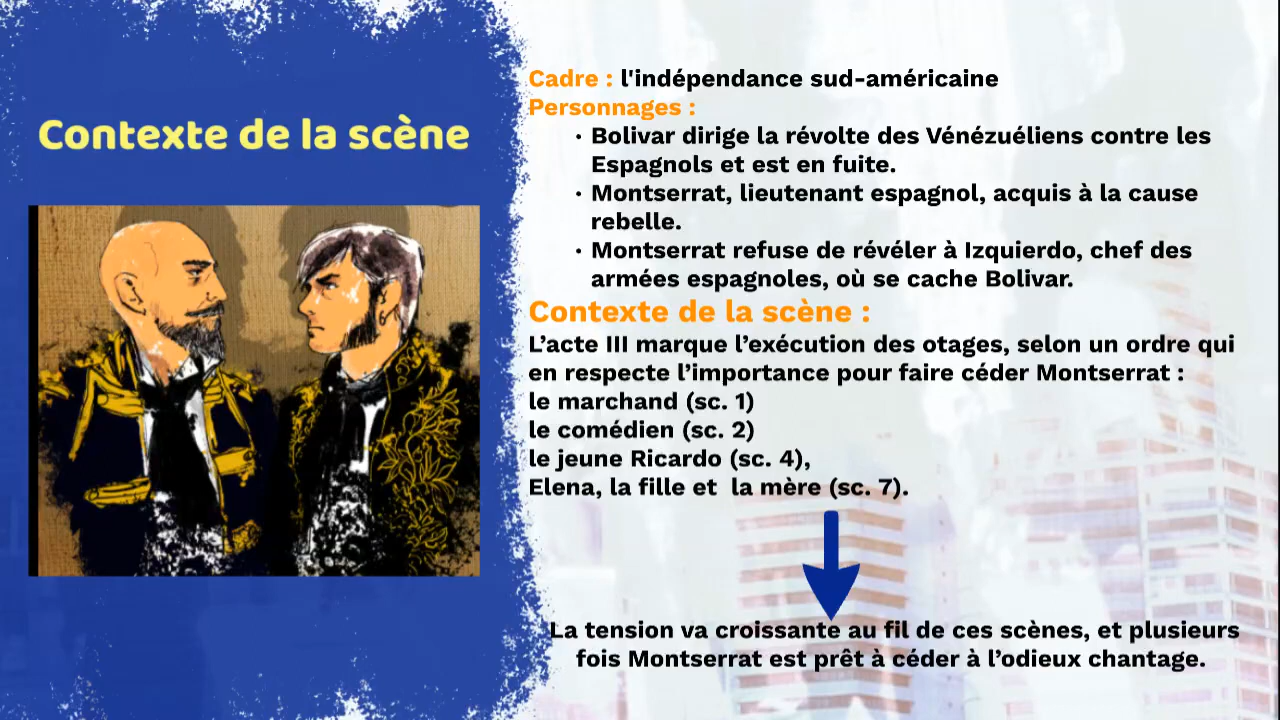 Contexte de la scène
Cadre : l'indépendance sud-américaine
Personnages :
· Bolivar dirige la révolte des Vénézuéliens contre les
Espagnols et est en fuite.
· Montserrat, lieutenant espagnol, acquis à la cause
rebelle.
· Montserrat refuse de révéler à Izquierdo, chef des
armées espagnoles, où se cache Bolivar.
Contexte de la scène :
L’acte III marque l’exécution des otages, selon un ordre qui
en respecte l’importance pour faire céder Montserrat :
le marchand (sc. 1)
le comédien (sc. 2)
le jeune Ricardo (sc. 4),
Elena, la fille et  la mère (sc. 7).
La tension va croissante au fil de ces scènes, et plusieurs
fois Montserrat est prêt à céder à l’odieux chantage.